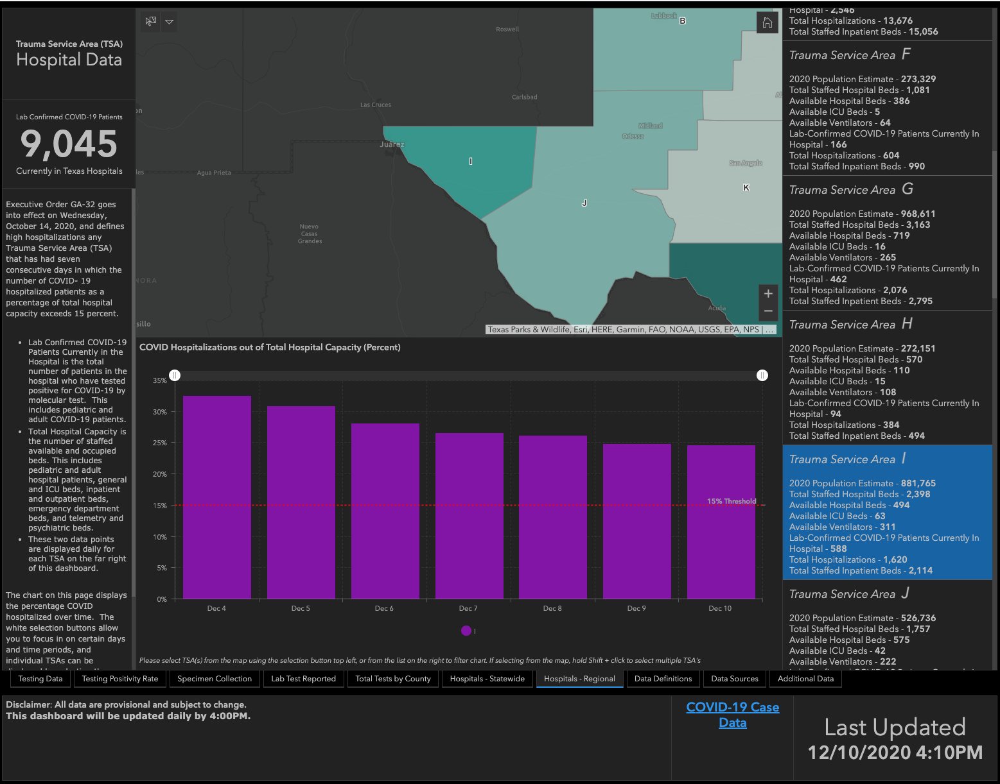 Trauma Service Area (TSA)
Hospital Data
Lab Confirmed COVID-19 Patients
9,045
Currently in Texas Hospitals
Executive Order GA-32 goes
into effect on Wednesday,
October 14, 2020, and defines
high hospitalizations any
Trauma Service Area (TSA)
that has had seven
consecutive days in which the
number of COVID- 19
hospitalized patients as a
percentage of total hospital
capacity exceeds 15 percent.
• Lab Confirmed COVID-19
Patients Currently in the
Hospital is the total
number of patients in the
hospital who have tested
positive for COVID-19 by
molecular test. This
includes pediatric and
adult COVID-19 patients.
• Total Hospital Capacity is
the number of staffed
available and occupied
beds. This includes
pediatric and adult
hospital patients, general
and ICU beds, inpatient
and outpatient beds,
emergency department
beds, and telemetry and
psychiatric beds.
• These two data points
are displayed daily for
each TSA on the far right
of this dashboard.
The chart on this page displays
the percentage COVID
hospitalized over time. The
white selection buttons allow
you to focus in on certain days
and time periods, and
individual TSAs can be
Lubbock
B
Roswell
Carlsbad
Las Cruces
on
Ab
Midland
Odessa
Juárez
I
San Angelo
K
les
Agua Prieta
J
Nuevo
Casas
Grandes
NORA
Acuña
sillo
+
−
Texas Parks & Wildlife, Esri, HERE, Garmin, FAO, NOAA, USGS, EPA, NPS | ...
COVID Hospitalizations out of Total Hospital Capacity (Percent)
35%
30%
25%
20%
15%
10%
5%
0%
15% Threshold
Dec 4 Dec 5 Dec 6 Dec 7 Dec 8 Dec 9 Dec 10
I
Please select TSA(s) from the map using the selection button top left, or from the list on the right to filter chart. If selecting from the map, hold Shift + click to select multiple TSA's
Hospital - 2,546
Total Hospitalizations - 13,676
Total Staffed Inpatient Beds - 15,056
Trauma Service Area F
2020 Population Estimate - 273,329
Total Staffed Hospital Beds - 1,081
Available Hospital Beds - 386
Available ICU Beds - 5
Available Ventilators - 64
Lab-Confirmed COVID-19 Patients Currently In
Hospital - 166
Total Hospitalizations - 604
Total Staffed Inpatient Beds - 990
Trauma Service Area G
2020 Population Estimate - 968,611
Total Staffed Hospital Beds - 3,163
Available Hospital Beds - 719
Available ICU Beds - 16
Available Ventilators - 265
Lab-Confirmed COVID-19 Patients Currently In
Hospital - 462
Total Hospitalizations - 2,076
Total Staffed Inpatient Beds - 2,795
Trauma Service Area H
2020 Population Estimate - 272,151
Total Staffed Hospital Beds - 570
Available Hospital Beds - 110
Available ICU Beds - 15
Available Ventilators - 108
Lab-Confirmed COVID-19 Patients Currently In
Hospital - 94
Total Hospitalizations - 384
Total Staffed Inpatient Beds - 494
Trauma Service Area I
2020 Population Estimate - 881,765
Total Staffed Hospital Beds - 2,398
Available Hospital Beds - 494
Available ICU Beds - 63
Available Ventilators - 311
Lab-Confirmed COVID-19 Patients Currently In
Hospital - 588
Total Hospitalizations - 1,620
Total Staffed Inpatient Beds - 2,114
Trauma Service Area J
2020 Population Estimate - 526,736
Total Staffed Hospital Beds - 1,757
Available Hospital Beds - 575
Available ICU Beds - 42
Available Ventilators - 222
Testing Data Testing Positivity Rate Specimen Collection Lab Test Reported Total Tests by County Hospitals - Statewide Hospitals - Regional Data Definitions Data Sources Additional Data
Disclaimer: All data are provisional and subject to change.
This dashboard will be updated daily by 4:00PM.
COVID-19 Case
Data
Last Updated
12/10/2020 4:10PM